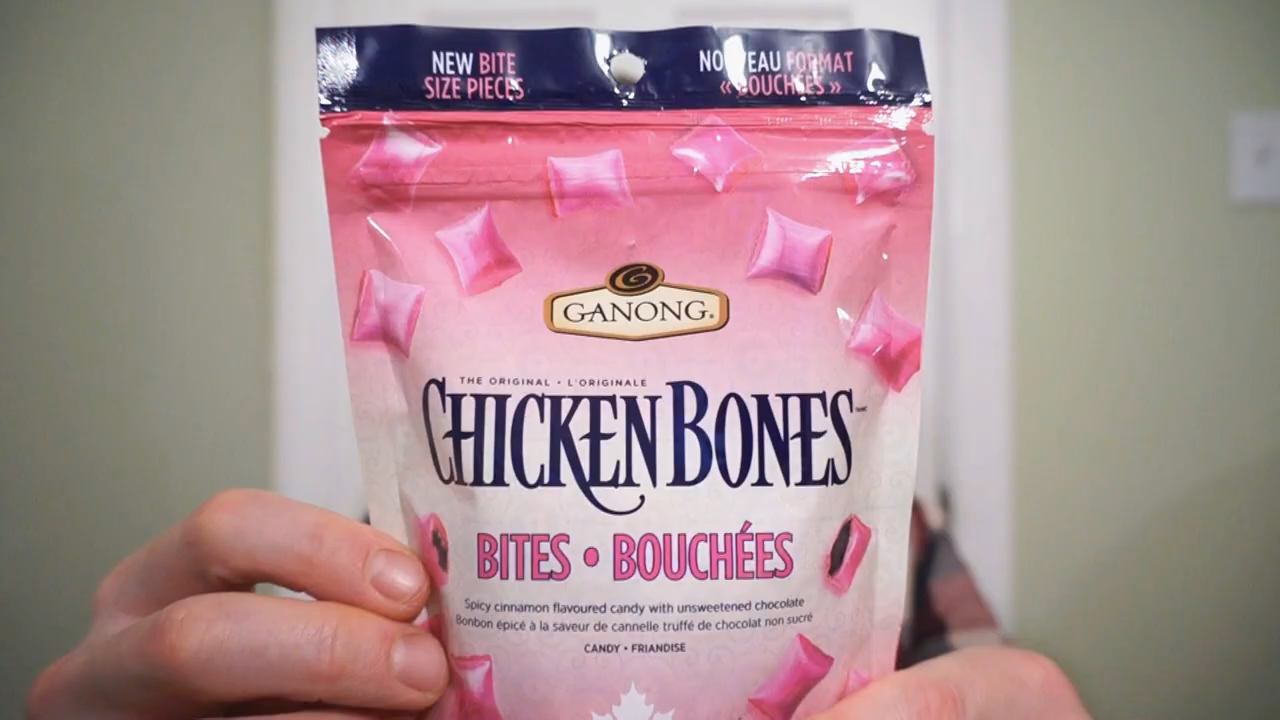 NEW BITE
SIZE PIECES
NOUVEAU FORMAT
« BOUCHÉES »
GANONG®
THE ORIGINAL • L'ORIGINALE
CHICKEN BONES™
BITES • BOUCHÉES
Spicy cinnamon flavoured candy with unsweetened chocolate
Bonbon épicé à la saveur de cannelle truffé de chocolat non sucré
CANDY • FRIANDISE